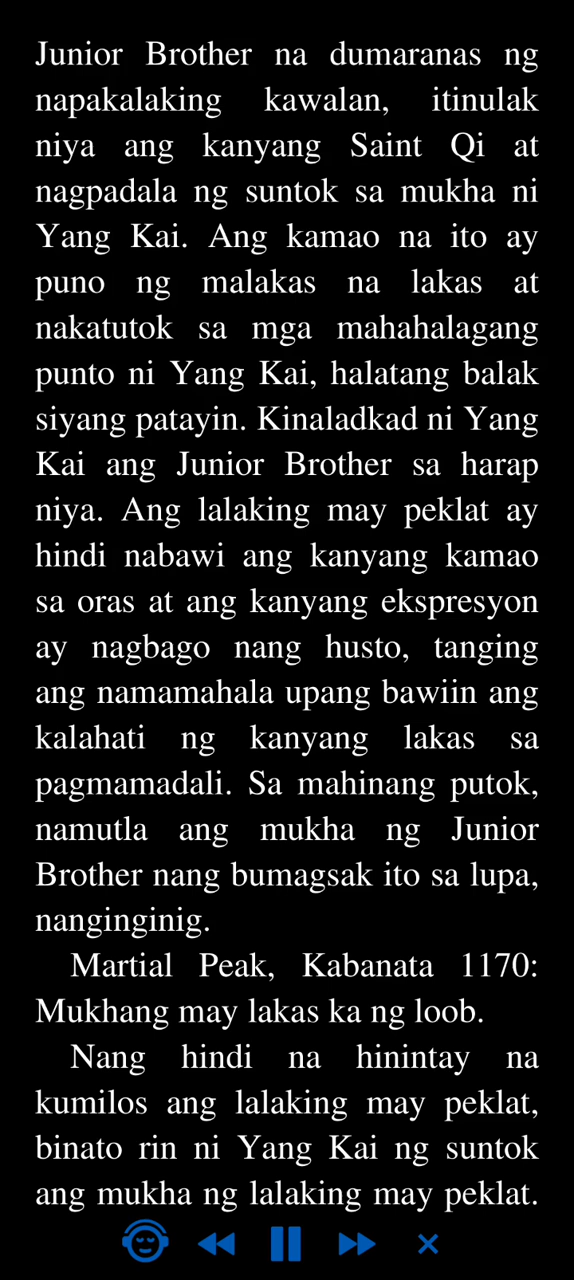 Junior Brother na dumaranas ng
napakalaking kawalan, itinulak
niya ang kanyang Saint Qi at
nagpadala ng suntok sa mukha ni
Yang Kai. Ang kamao na ito ay
puno ng malakas na lakas at
nakatutok sa mga mahahalagang
punto ni Yang Kai, halatang balak
siyang patayin. Kinaladkad ni Yang
Kai ang Junior Brother sa harap
niya. Ang lalaking may peklat ay
hindi nabawi ang kanyang kamao
sa oras at ang kanyang ekspresyon
ay nagbago nang husto, tanging
ang namamahala upang bawiin ang
kalahati ng kanyang lakas sa
pagmamadali. Sa mahinang putok,
namutla ang mukha ng Junior
Brother nang bumagsak ito sa lupa,
nanginginig.
Martial Peak, Kabanata 1170:
Mukhang may lakas ka ng loob.
Nang hindi na hinintay na
kumilos ang lalaking may peklat,
binato rin ni Yang Kai ng suntok
ang mukha ng lalaking may peklat.